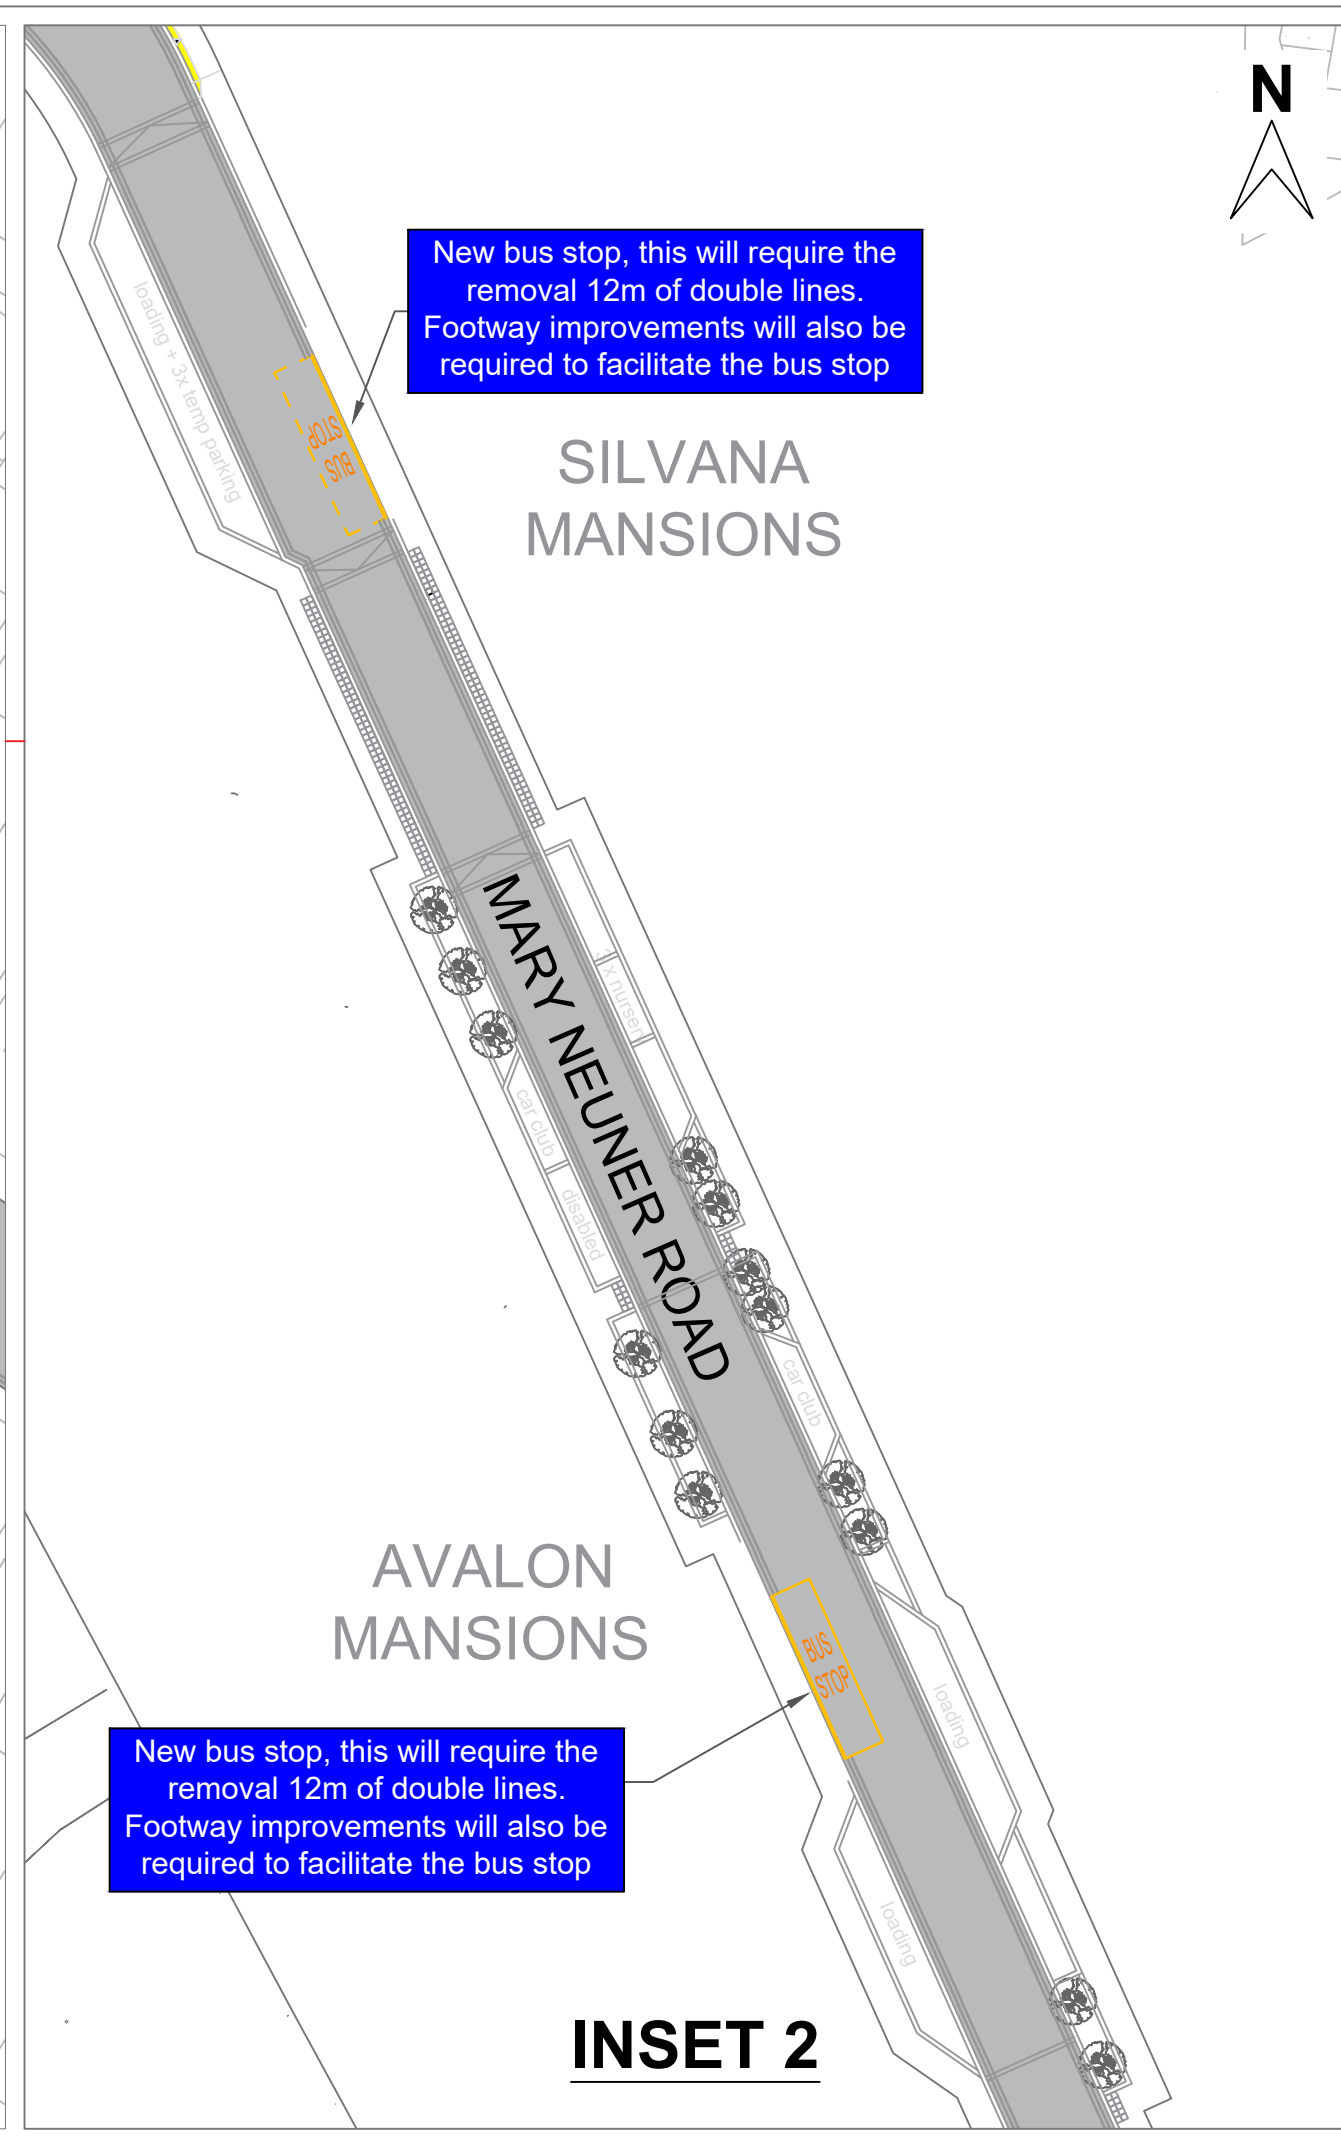 N
New bus stop, this will require the
removal 12m of double lines.
Footway improvements will also be
required to facilitate the bus stop
loading + 3x temp parking
BUS
STOP
SILVANA
MANSIONS
MARY NEUNER ROAD
3 x nursery
car club
disabled
car club
AVALON
MANSIONS
BUS
STOP
loading
New bus stop, this will require the
removal 12m of double lines.
Footway improvements will also be
required to facilitate the bus stop
loading
INSET 2